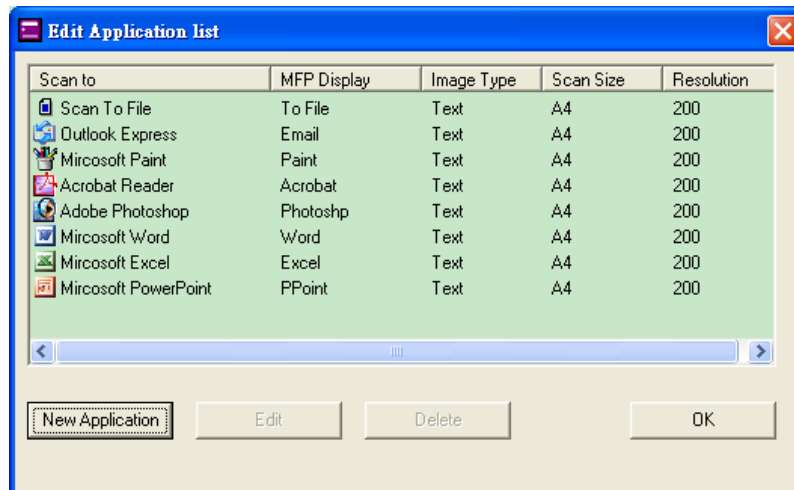 Edit Application list
Scan to MFP Display Image Type Scan Size Resolution
Scan To File To File Text A4 200
Outlook Express Email Text A4 200
Mircosoft Paint Paint Text A4 200
Acrobat Reader Acrobat Text A4 200
Adobe Photoshop Photoshp Text A4 200
Mircosoft Word Word Text A4 200
Mircosoft Excel Excel Text A4 200
Mircosoft PowerPoint PPoint Text A4 200
New Application Edit Delete OK